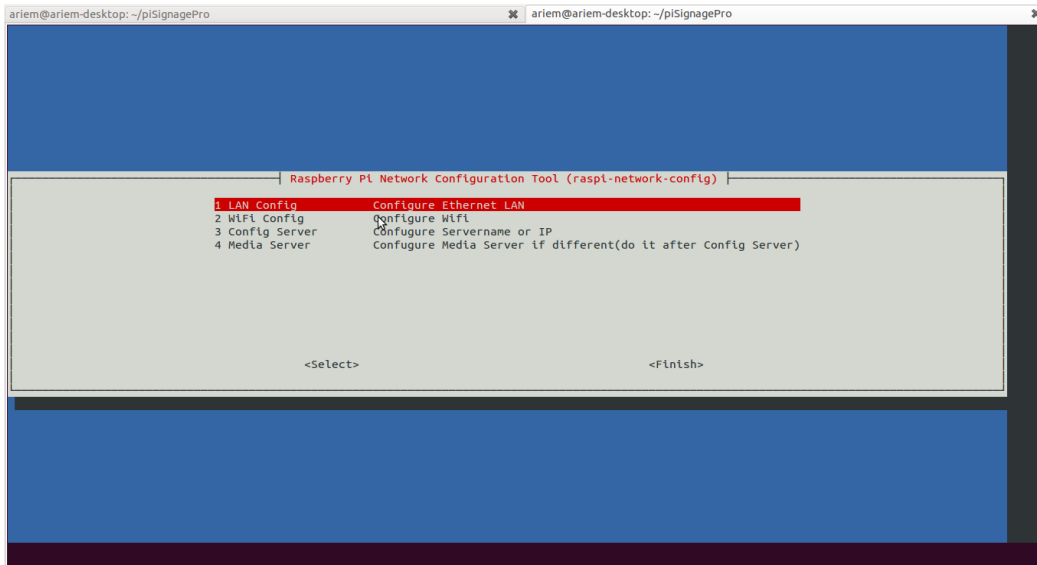 ariem@ariem-desktop: ~/piSignagePro
ariem@ariem-desktop: ~/piSignagePro
Raspberry Pi Network Configuration Tool (raspi-network-config)
1 LAN Config Configure Ethernet LAN
2 WiFi Config Configure Wifi
3 Config Server Confugure Servername or IP
4 Media Server Confugure Media Server if different(do it after Config Server)
<Select> <Finish>